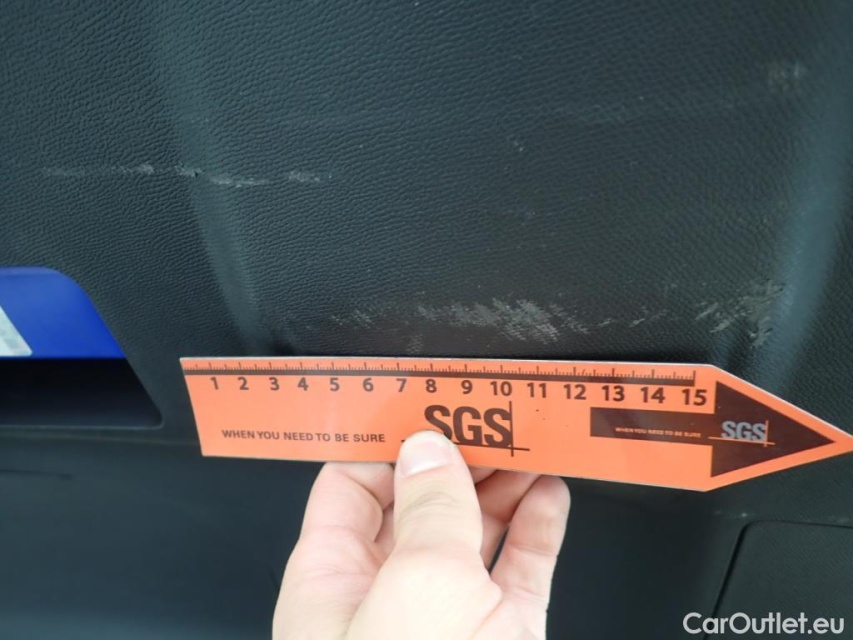 1 2 3 4 5 6 7 8 9 10 11 12 13 14 15
WHEN YOU NEED TO BE SURE
SGS
WHEN YOU NEED TO BE SURE
SGS
CarOutlet.eu